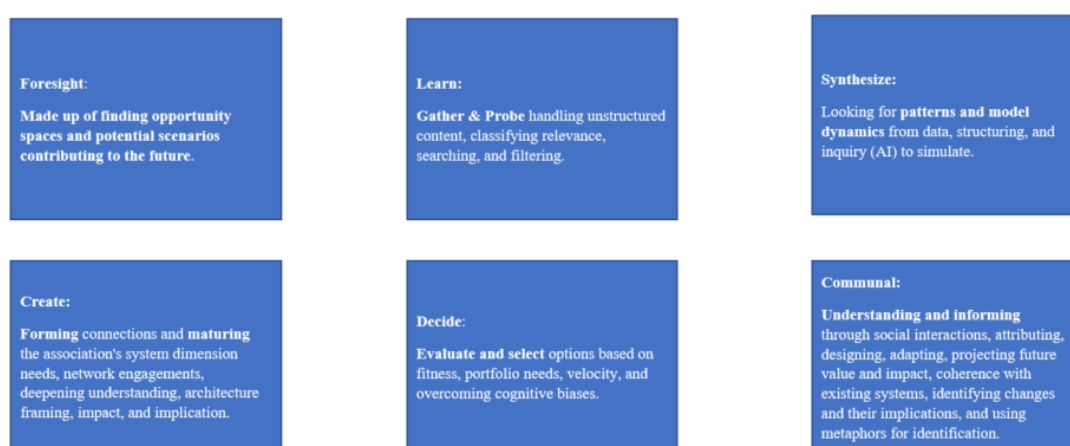 Foresight:
Made up of finding opportunity
spaces and potential scenarios
contributing to the future.
Learn:
Gather & Probe handling unstructured
content, classifying relevance,
searching, and filtering.
Synthesize:
Looking for patterns and model
dynamics from data, structuring, and
inquiry (AI) to simulate.
Create:
Forming connections and maturing
the association's system dimension
needs, network engagements,
deepening understanding, architecture
framing, impact, and implication.
Decide:
Evaluate and select options based on
fitness, portfolio needs, velocity, and
overcoming cognitive biases.
Communal:
Understanding and informing
through social interactions, attributing,
designing, adapting, projecting future
value and impact, coherence with
existing systems, identifying changes
and their implications, and using
metaphors for identification.